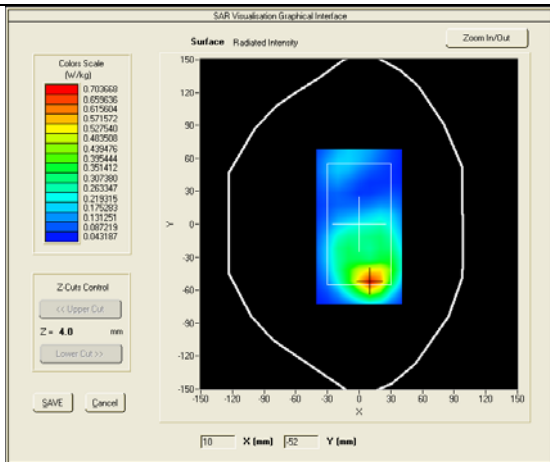 SAR Visualisation Graphical Interface
Surface Radiated Intensity
Zoom In/Out
Colors Scale
(W/kg)
0.703668
0.659636
0.615604
0.571572
0.527540
0.483508
0.439476
0.395444
0.351412
0.307380
0.263347
0.219315
0.175283
0.131251
0.087219
0.043187
Z-Cuts Control
<< Upper Cut
Z = 4.0 mm
Lower Cut >>
SAVE Cancel
150
120
90
60
30
0
-30
-60
-90
-120
-150
Y
-150 -120 -90 -60 -30 0 30 60 90 120 150
X
10 X (mm) -52 Y (mm)